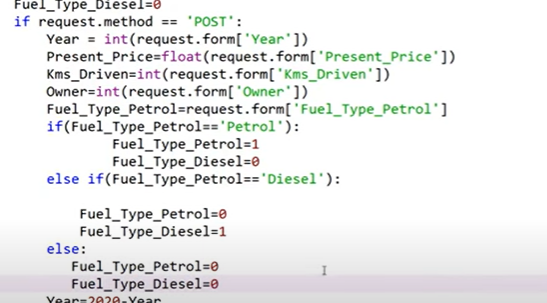 Fuel_Type_Diesel=0
if request.method == 'POST':
    Year = int(request.form['Year'])
    Present_Price=float(request.form['Present_Price'])
    Kms_Driven=int(request.form['Kms_Driven'])
    Owner=int(request.form['Owner'])
    Fuel_Type_Petrol=request.form['Fuel_Type_Petrol']
    if(Fuel_Type_Petrol=='Petrol'):
            Fuel_Type_Petrol=1
            Fuel_Type_Diesel=0
    else if(Fuel_Type_Petrol=='Diesel'):
        Fuel_Type_Petrol=0
        Fuel_Type_Diesel=1
    else:
       Fuel_Type_Petrol=0
       Fuel_Type_Diesel=0
    Year=2020-Year